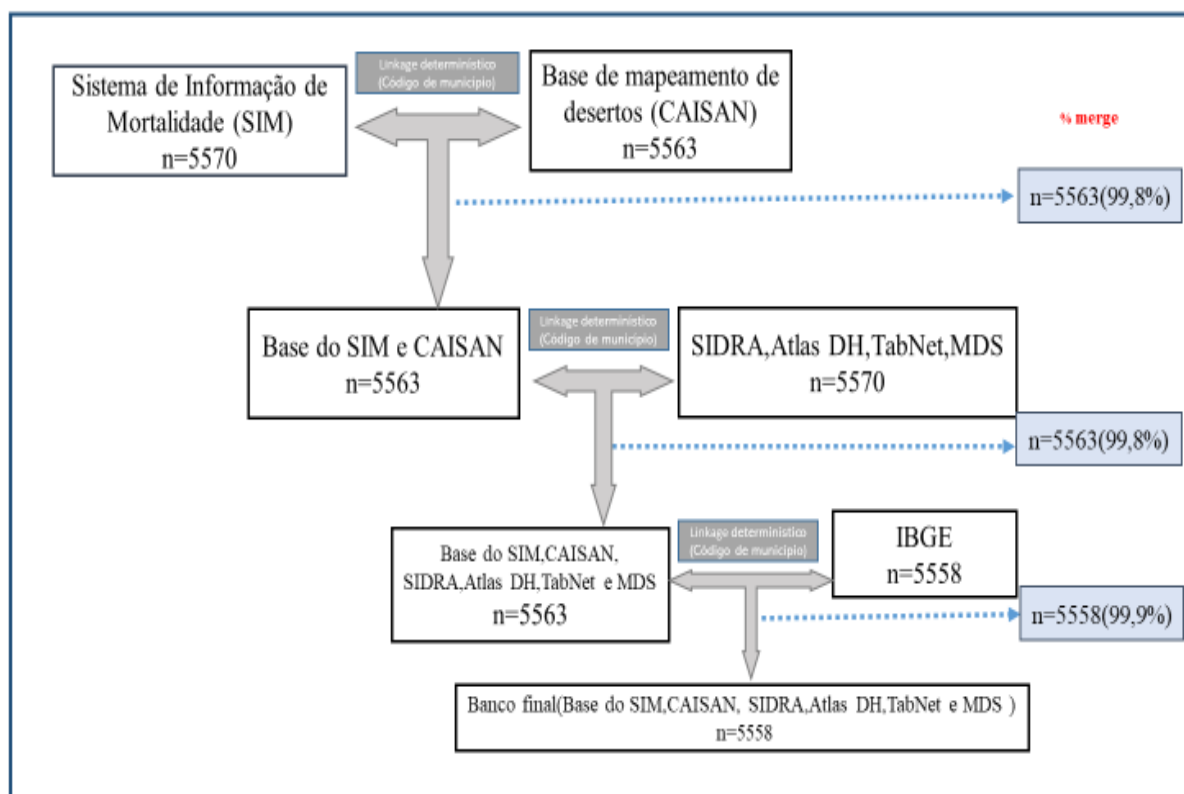 Sistema de Informação de
Mortalidade (SIM)
n=5570
Linkage determinístico
(Código de município)
Base de mapeamento de
desertos (CAISAN)
n=5563
% merge
n=5563(99,8%)
Base do SIM e CAISAN
n=5563
Linkage determinístico
(Código de município)
SIDRA,Atlas DH,TabNet,MDS
n=5570
n=5563(99,8%)
Base do SIM,CAISAN,
SIDRA,Atlas DH,TabNet e MDS
n=5563
Linkage determinístico
(Código de município)
IBGE
n=5558
n=5558(99,9%)
Banco final(Base do SIM,CAISAN, SIDRA,Atlas DH,TabNet e MDS )
n=5558